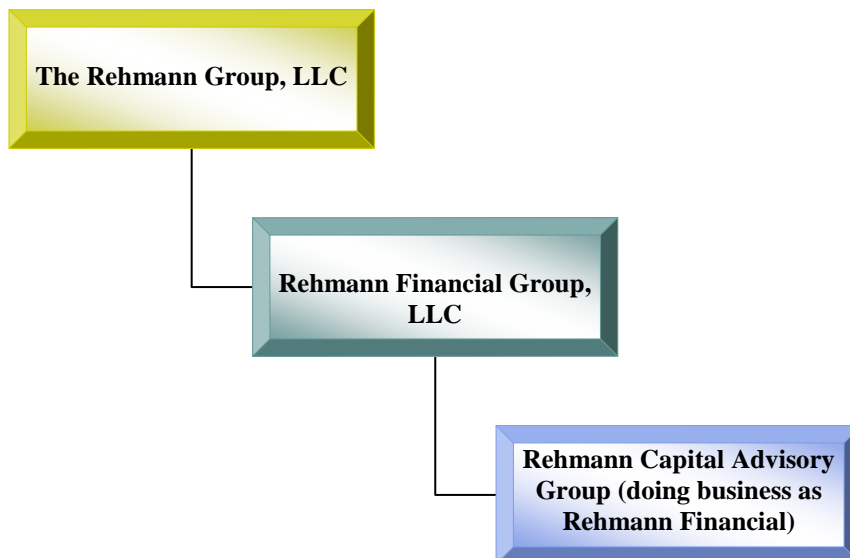 The Rehmann Group, LLC
Rehmann Financial Group,
LLC
Rehmann Capital Advisory
Group (doing business as
Rehmann Financial)